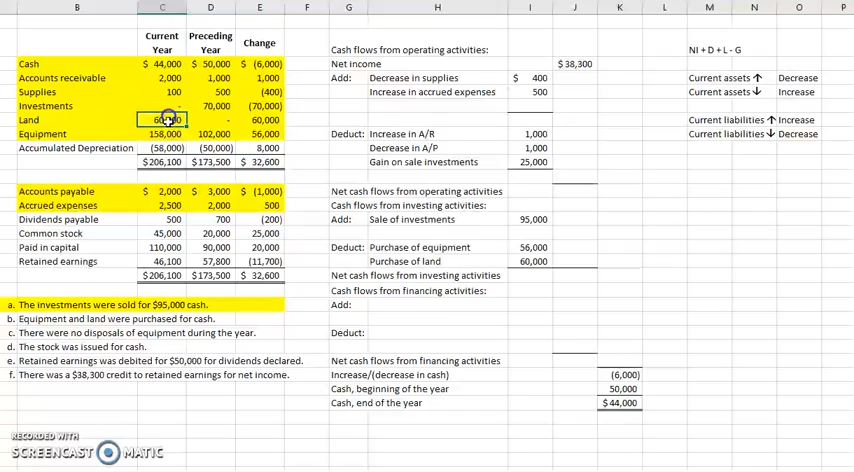 B C D E F G H I J K L M N O P
Current Preceding
Year Year Change
Cash $ 44,000 $ 50,000 $ (6,000)
Accounts receivable 2,000 1,000 1,000
Supplies 100 500 (400)
Investments - 70,000 (70,000)
Land - 60,000
Equipment 158,000 102,000 56,000
Accumulated Depreciation (58,000) (50,000) 8,000
$206,100 $173,500 $ 32,600
Accounts payable $ 2,000 $ 3,000 $ (1,000)
Accrued expenses 2,500 2,000 500
Dividends payable 500 700 (200)
Common stock 45,000 20,000 25,000
Paid in capital 110,000 90,000 20,000
Retained earnings 46,100 57,800 (11,700)
$206,100 $173,500 $ 32,600
a. The investments were sold for $95,000 cash.
b. Equipment and land were purchased for cash.
c. There were no disposals of equipment during the year.
d. The stock was issued for cash.
e. Retained earnings was debited for $50,000 for dividends declared.
f. There was a $38,300 credit to retained earnings for net income.
Cash flows from operating activities:
Net income $ 38,300
Add: Decrease in supplies $ 400
Increase in accrued expenses 500
Deduct: Increase in A/R 1,000
Decrease in A/P 1,000
Gain on sale investments 25,000
Net cash flows from operating activities
Cash flows from investing activities:
Add: Sale of investments 95,000
Deduct: Purchase of equipment 56,000
Purchase of land 60,000
Net cash flows from investing activities
Cash flows from financing activities:
Add:
Deduct:
Net cash flows from financing activities
Increase/(decrease in cash) (6,000)
Cash, beginning of the year 50,000
Cash, end of the year $ 44,000
NI + D + L - G
Current assets ↑ Decrease
Current assets ↓ Increase
Current liabilities ↑ Increase
Current liabilities ↓ Decrease
RECORDED WITH
SCREENCAST MATIC